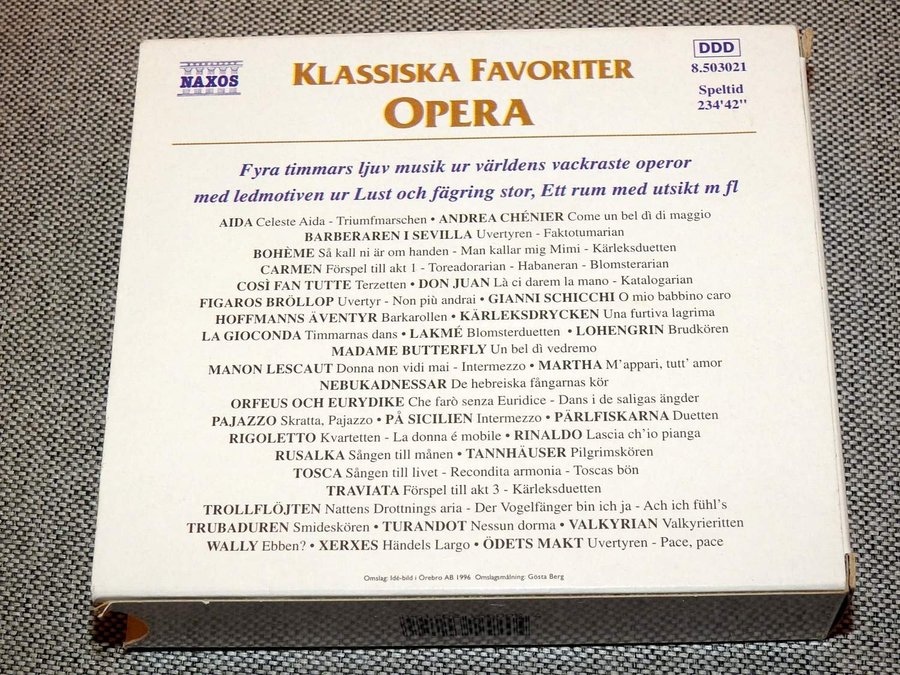 NAXOS
KLASSISKA FAVORITER
OPERA
DDD
8.503021
Speltid
234'42"
Fyra timmars ljuv musik ur världens vackraste operor
med ledmotiven ur Lust och fägring stor, Ett rum med utsikt m fl
AIDA Celeste Aida - Triumfmarschen • ANDREA CHÉNIER Come un bel dì di maggio
BARBERAREN I SEVILLA Uvertyren - Faktotumarian
BOHÈME Så kall ni är om handen - Man kallar mig Mimi - Kärleksduetten
CARMEN Förspel till akt 1 - Toreadorarian - Habaneran - Blomsterarian
COSÌ FAN TUTTE Terzetten • DON JUAN Là ci darem la mano - Katalogarian
FIGAROS BRÖLLOP Uvertyr - Non più andrai • GIANNI SCHICCHI O mio babbino caro
HOFFMANNS ÄVENTYR Barkarollen • KÄRLEKSDRYCKEN Una furtiva lagrima
LA GIOCONDA Timmarnas dans • LAKMÉ Blomsterduetten • LOHENGRIN Brudkören
MADAME BUTTERFLY Un bel dì vedremo
MANON LESCAUT Donna non vidi mai - Intermezzo • MARTHA M'appari, tutt' amor
NEBUKADNESSAR De hebreiska fångarnas kör
ORFEUS OCH EURYDIKE Che farò senza Euridice - Dans i de saligas ängder
PAJAZZO Skratta, Pajazzo • PÅ SICILIEN Intermezzo • PÄRLFISKARNA Duetten
RIGOLETTO Kvartetten - La donna é mobile • RINALDO Lascia ch'io pianga
RUSALKA Sången till månen • TANNHÄUSER Pilgrimskören
TOSCA Sången till livet - Recondita armonia - Toscas bön
TRAVIATA Förspel till akt 3 - Kärleksduetten
TROLLFLÖJTEN Nattens Drottnings aria - Der Vogelfänger bin ich ja - Ach ich fühl's
TRUBADUREN Smideskören • TURANDOT Nessun dorma • VALKYRIAN Valkyrieritten
WALLY Ebben? • XERXES Händels Largo • ÖDETS MAKT Uvertyren - Pace, pace
Omslag: Idé-bild i Örebro AB 1996 Omslagsmålning: Gösta Berg